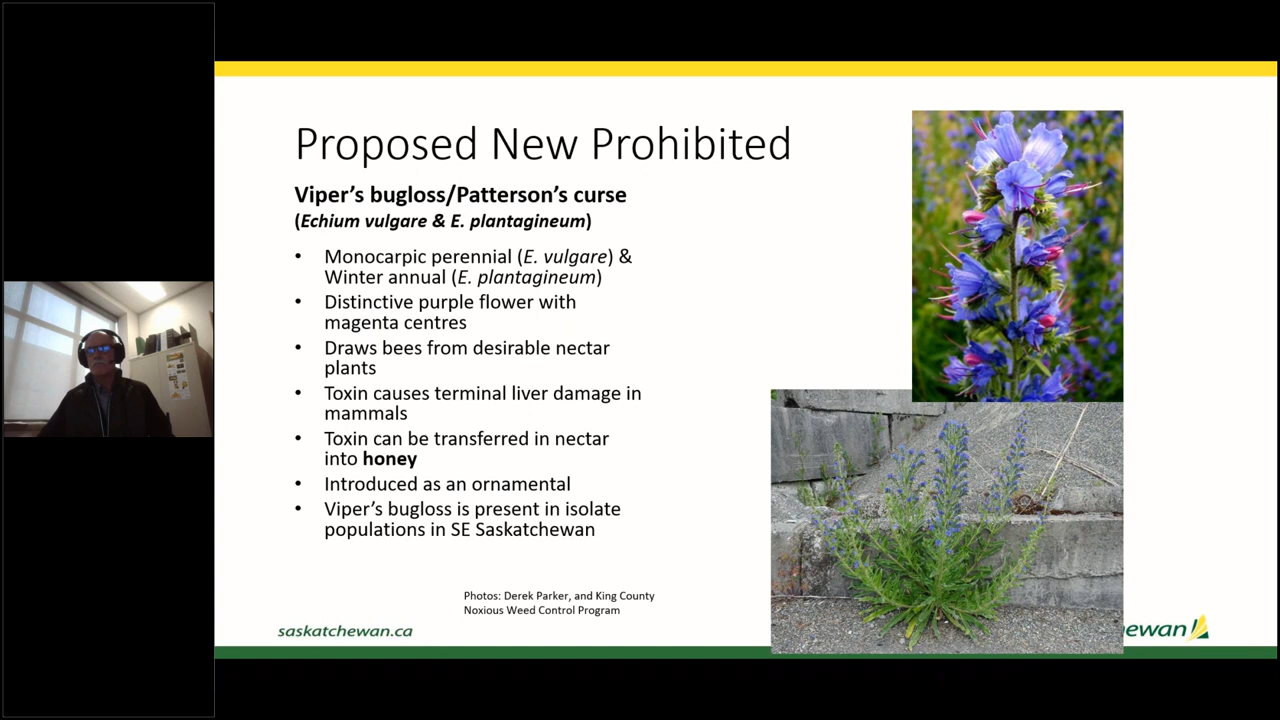 Proposed New Prohibited
Viper’s bugloss/Patterson’s curse
(Echium vulgare & E. plantagineum)
• Monocarpic perennial (E. vulgare) &
Winter annual (E. plantagineum)
• Distinctive purple flower with
magenta centres
• Draws bees from desirable nectar
plants
• Toxin causes terminal liver damage in
mammals
• Toxin can be transferred in nectar
into honey
• Introduced as an ornamental
• Viper’s bugloss is present in isolate
populations in SE Saskatchewan
Photos: Derek Parker, and King County
Noxious Weed Control Program
saskatchewan.ca
ewan